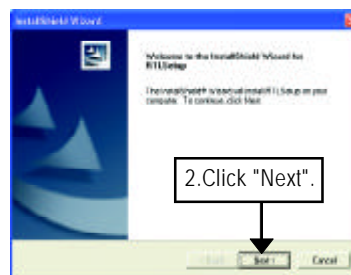 InstallShield Wizard
Welcome to the InstallShield Wizard for
RTLSetup
The InstallShield® Wizard will install RTLSetup on your
computer. To continue, click Next.
2.Click "Next".
Next >
Cancel